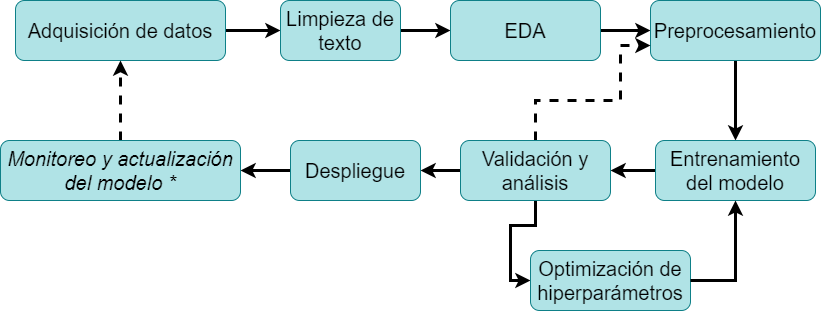 Adquisición de datos
Limpieza de
texto
EDA
Preprocesamiento
Monitoreo y actualización
del modelo *
Despliegue
Validación y
análisis
Entrenamiento
del modelo
Optimización de
hiperparámetros